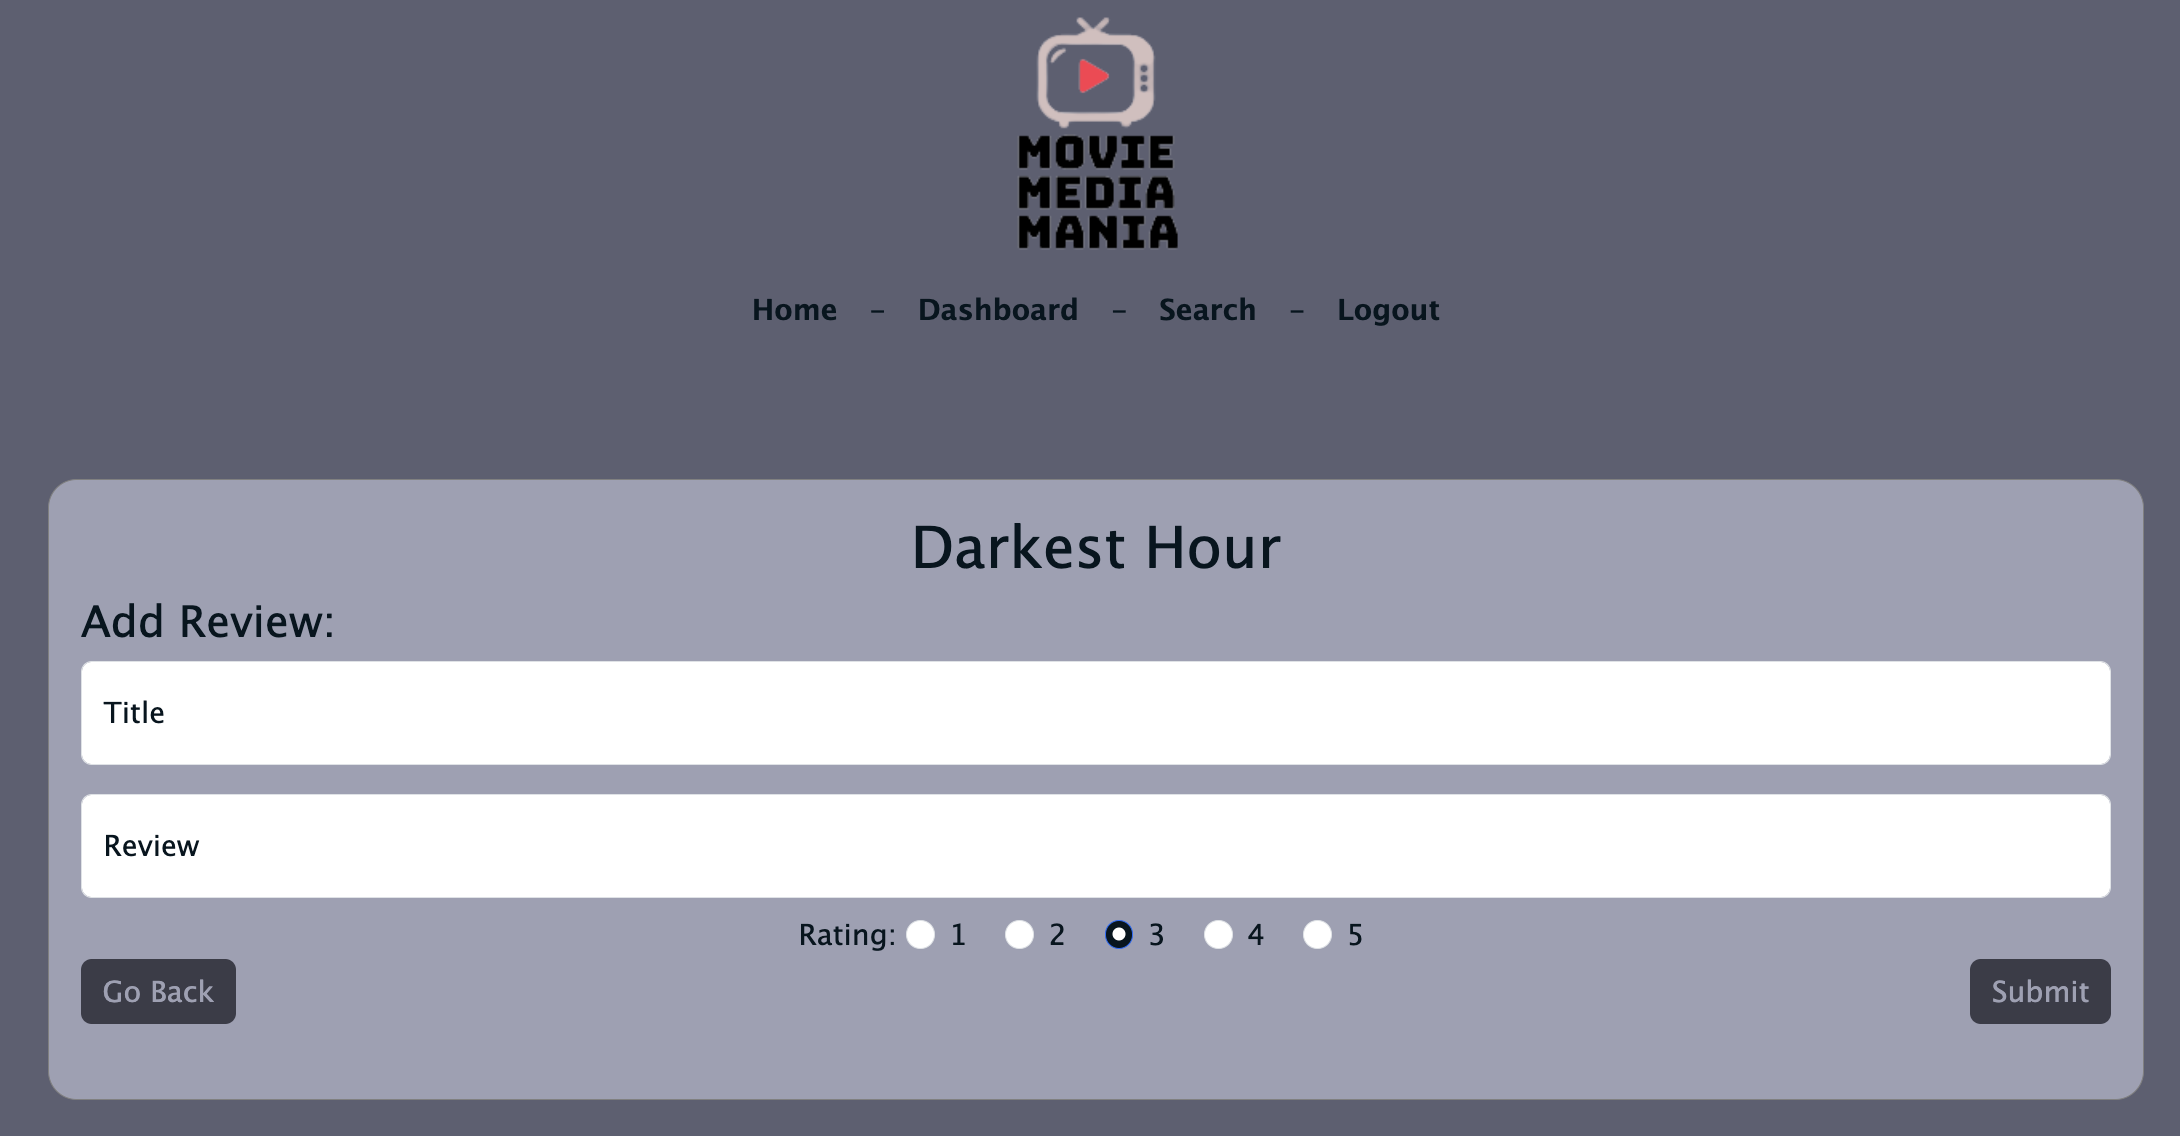 MOVIE
MEDIA
MANIA
Home - Dashboard - Search - Logout
Darkest Hour
Add Review:
Title
Review
Rating: 1 2 3 4 5
Go Back Submit